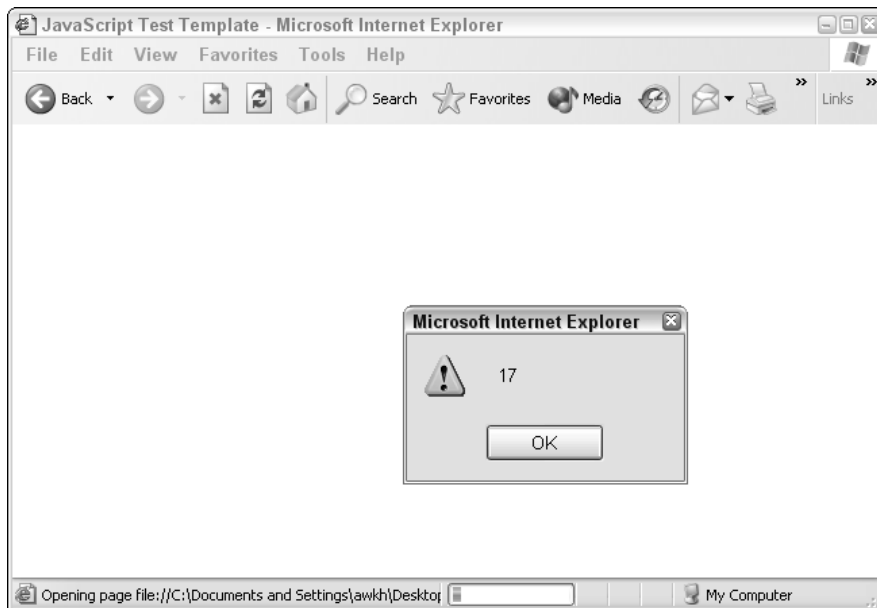 JavaScript Test Template - Microsoft Internet Explorer
File Edit View Favorites Tools Help
Back Search Favorites Media » Links »
Microsoft Internet Explorer
17
OK
Opening page file://C:\Documents and Settings\awkh\Desktop My Computer